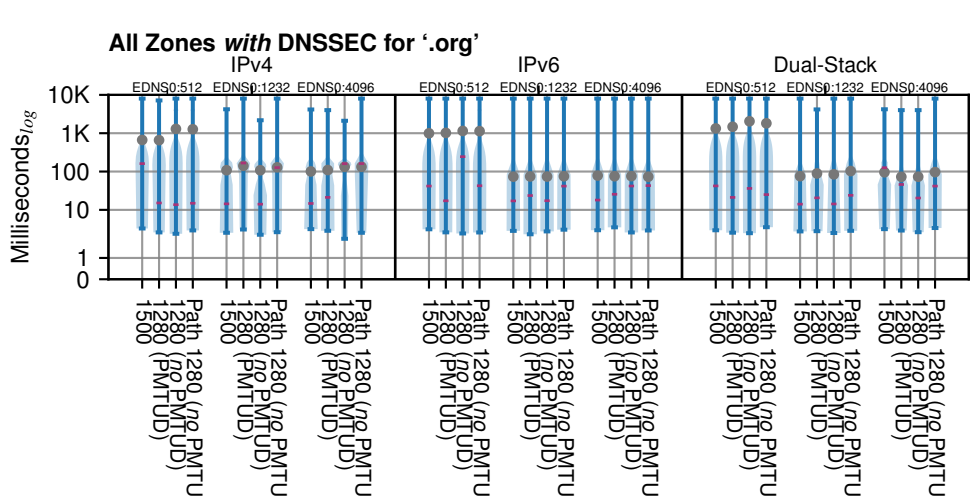 All Zones with DNSSEC for ‘.org’
IPv4
IPv6
Dual-Stack
EDNS0:512
EDNS0:1232
EDNS0:4096
EDNS0:512
EDNS0:1232
EDNS0:4096
EDNS0:512
EDNS0:1232
EDNS0:4096
Milliseconds log
10K
1K
100
10
1
0
1500
1280 (PMTUD)
1280 (no PMTUD)
Path 1280 (no PMTU
1500
1280 (PMTUD)
1280 (no PMTUD)
Path 1280 (no PMTU
1500
1280 (PMTUD)
1280 (no PMTUD)
Path 1280 (no PMTU
1500
1280 (PMTUD)
1280 (no PMTUD)
Path 1280 (no PMTU
1500
1280 (PMTUD)
1280 (no PMTUD)
Path 1280 (no PMTU
1500
1280 (PMTUD)
1280 (no PMTUD)
Path 1280 (no PMTU
1500
1280 (PMTUD)
1280 (no PMTUD)
Path 1280 (no PMTU
1500
1280 (PMTUD)
1280 (no PMTUD)
Path 1280 (no PMTU
1500
1280 (PMTUD)
1280 (no PMTUD)
Path 1280 (no PMTU